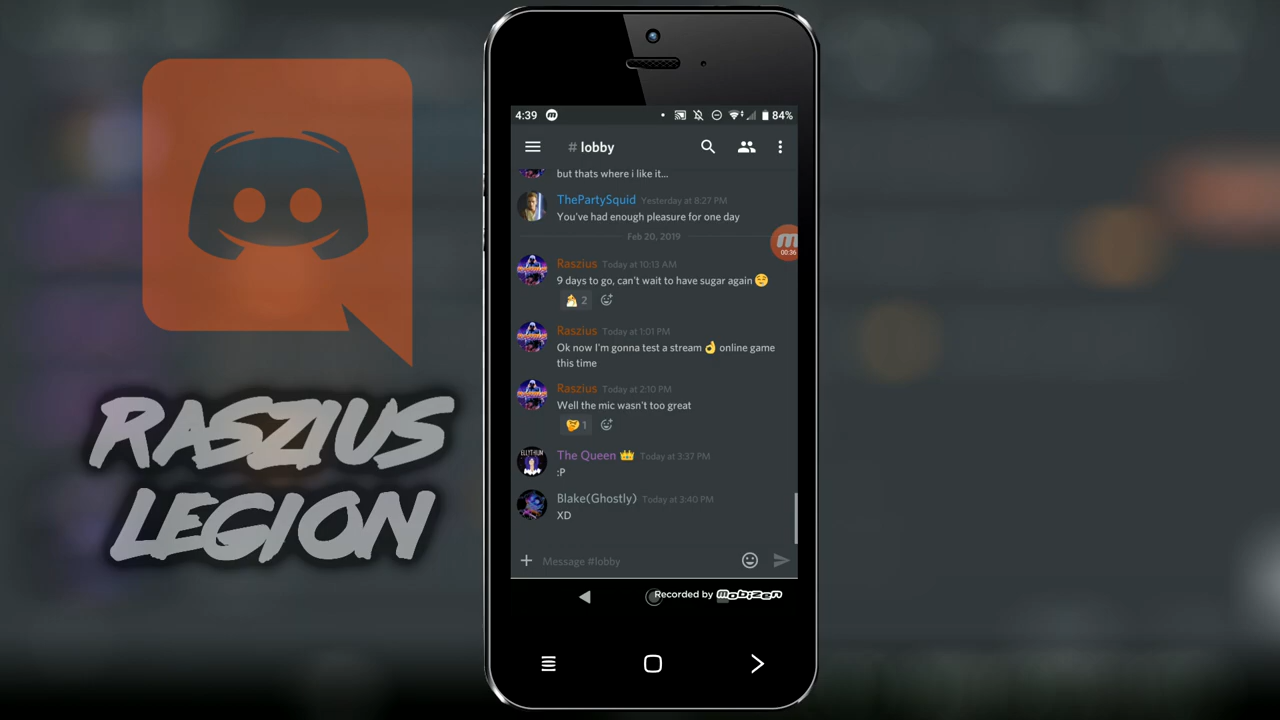 RASZIUS
LEGION
4:39
84%
# lobby
but thats where i like it...
ThePartySquid Yesterday at 8:27 PM
You've had enough pleasure for one day
Feb 20, 2019
00:36
Raszius Today at 10:13 AM
9 days to go, can't wait to have sugar again ☺️
2
Raszius Today at 1:01 PM
Ok now I'm gonna test a stream 👌 online game
this time
Raszius Today at 2:10 PM
Well the mic wasn't too great
🤔 1
The Queen 👑 Today at 3:37 PM
:P
Blake(Ghostly) Today at 3:40 PM
XD
Message #lobby
Recorded by mobizen